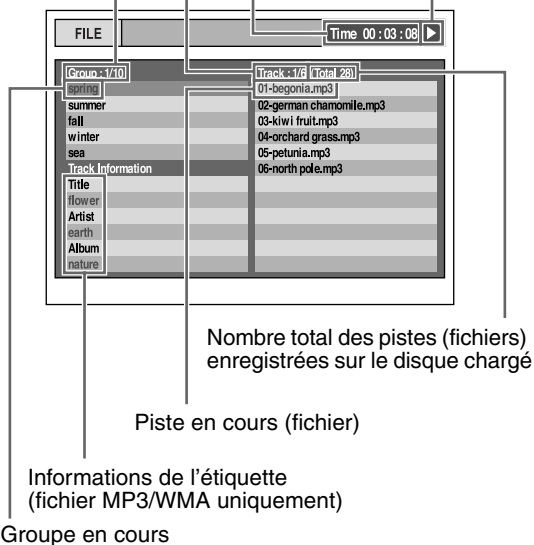 FILE
Time 00 : 03 : 08
Group : 1/10
spring
summer
fall
winter
sea
Track Information
Title
flower
Artist
earth
Album
nature
Track : 1/6 (Total 28)
01-begonia.mp3
02-german chamomile.mp3
03-kiwi fruit.mp3
04-orchard grass.mp3
05-petunia.mp3
06-north pole.mp3
Nombre total des pistes (fichiers)
enregistrées sur le disque chargé
Piste en cours (fichier)
Informations de l'étiquette
(fichier MP3/WMA uniquement)
Groupe en cours